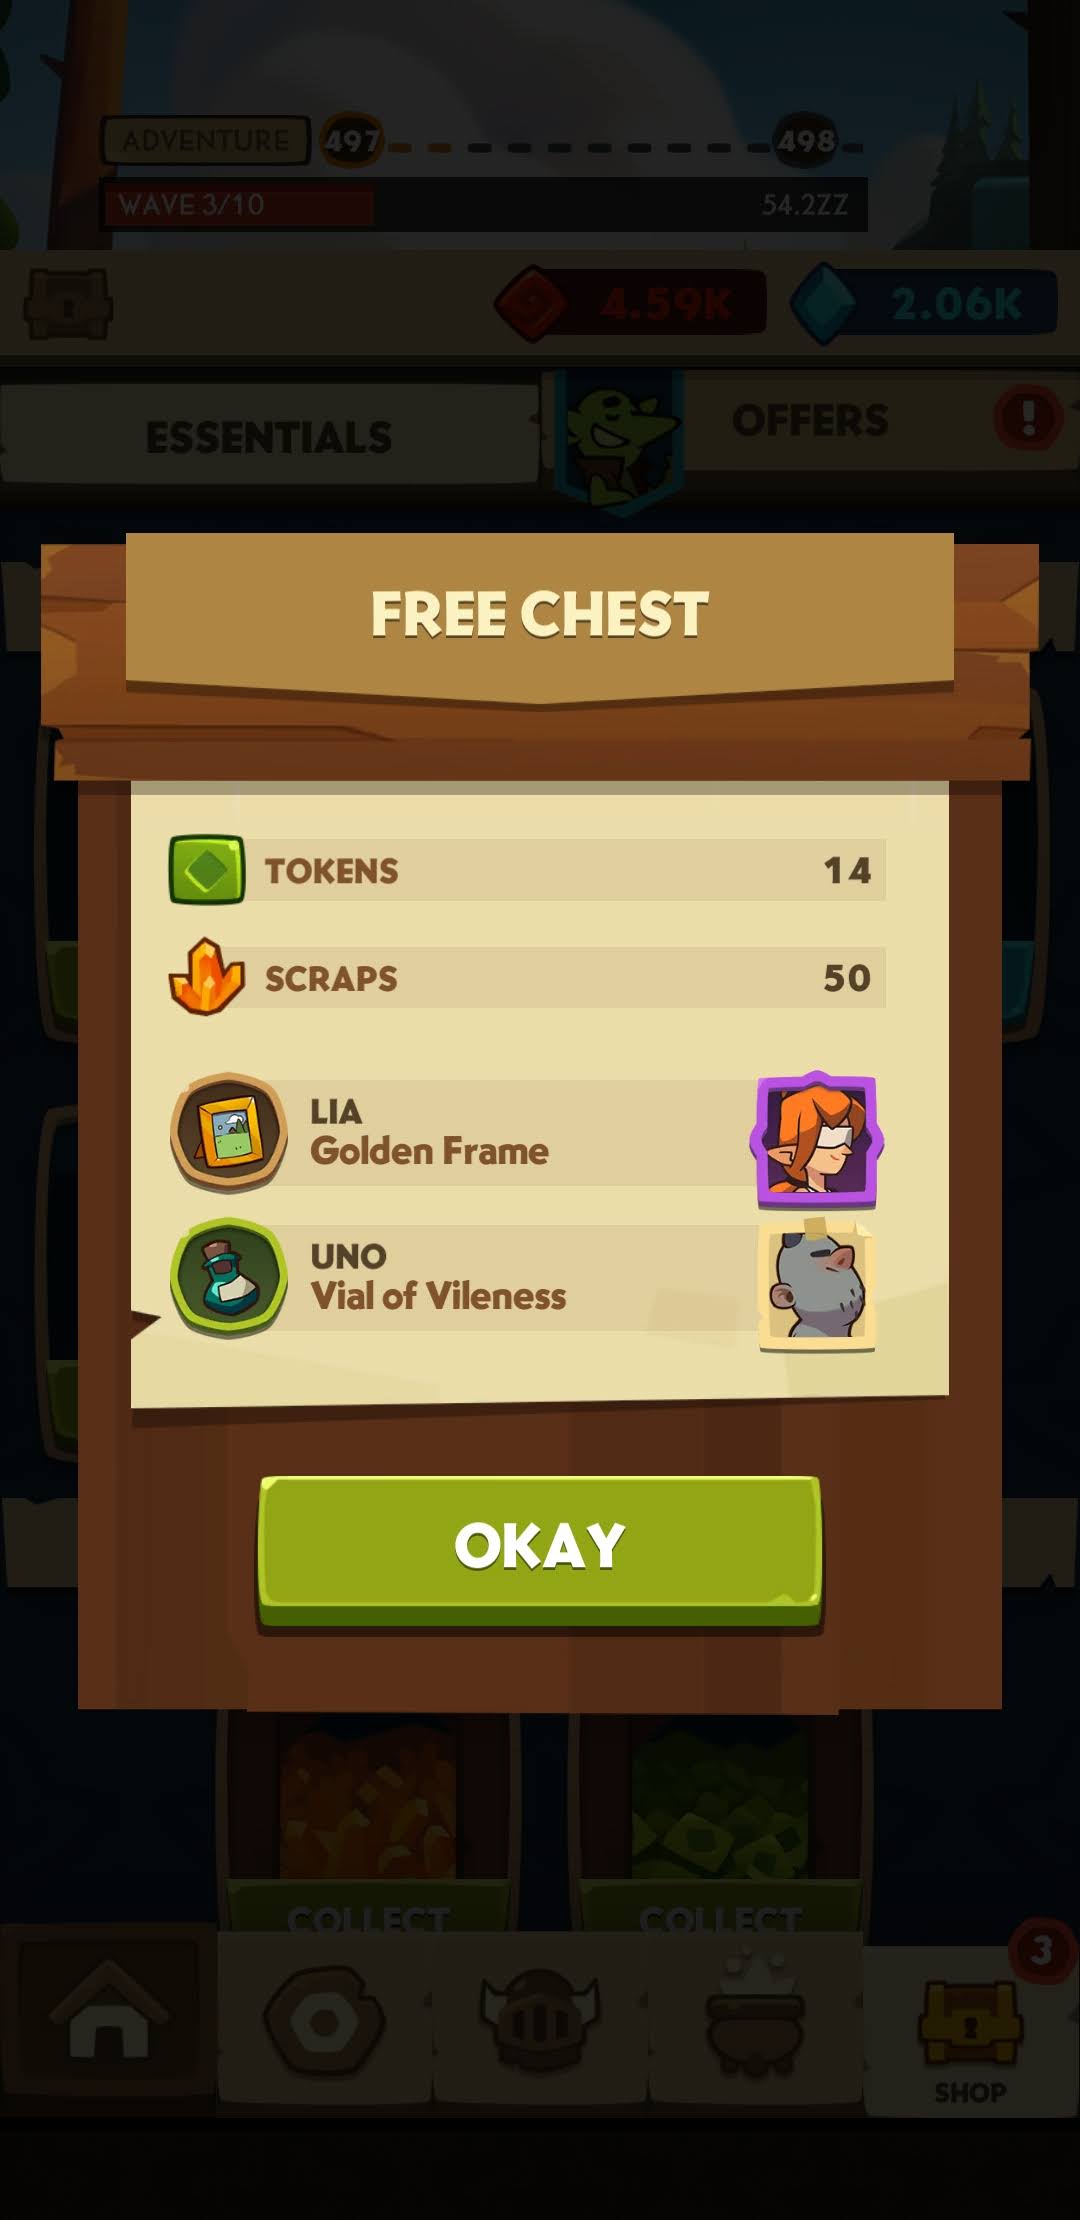 ADVENTURE 497 498
WAVE 3/10 54.2ZZ
4.59K 2.06K
ESSENTIALS OFFERS !
FREE CHEST
TOKENS 14
SCRAPS 50
LIA
Golden Frame
UNO
Vial of Vileness
OKAY
COLLECT COLLECT
3
SHOP